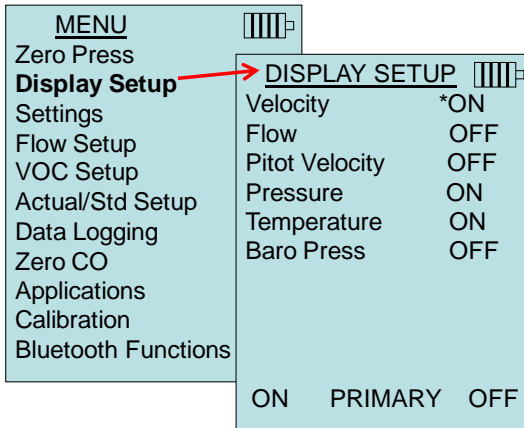 MENU
Zero Press
Display Setup
Settings
Flow Setup
VOC Setup
Actual/Std Setup
Data Logging
Zero CO
Applications
Calibration
Bluetooth Functions
DISPLAY SETUP
Velocity *ON
Flow OFF
Pitot Velocity OFF
Pressure ON
Temperature ON
Baro Press OFF
ON PRIMARY OFF